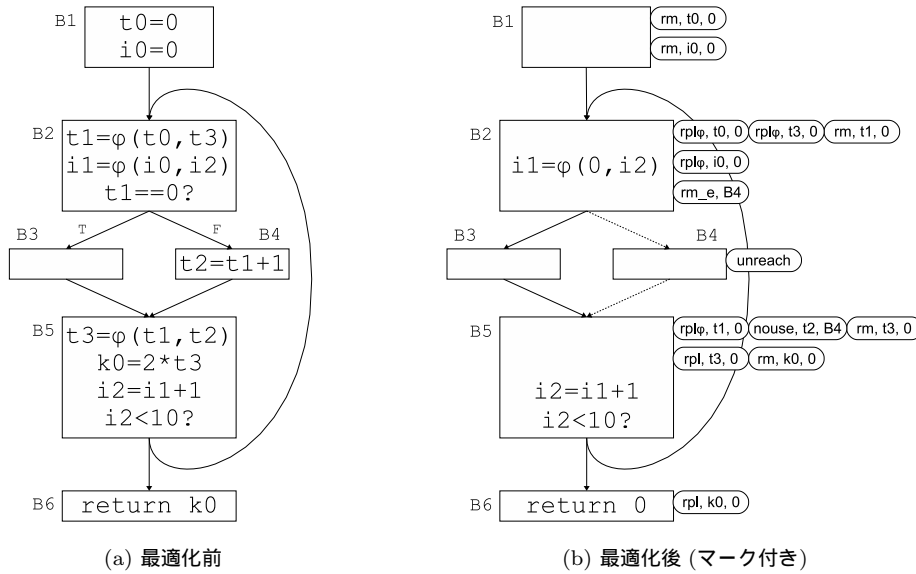 B1
t0=0
i0=0
B2
t1=φ(t0,t3)
i1=φ(i0,i2)
t1==0?
T
F
B3
B4
t2=t1+1
B5
t3=φ(t1,t2)
k0=2*t3
i2=i1+1
i2<10?
B6
return k0
(a) 最適化前
B1
rm, t0, 0
rm, i0, 0
B2
i1=φ(0,i2)
rplφ, t0, 0
rplφ, t3, 0
rm, t1, 0
rplφ, i0, 0
rm_e, B4
B3
B4
unreach
B5
rplφ, t1, 0
nouse, t2, B4
rm, t3, 0
rpl, t3, 0
rm, k0, 0
i2=i1+1
i2<10?
B6
return 0
rpl, k0, 0
(b) 最適化後 (マーク付き)